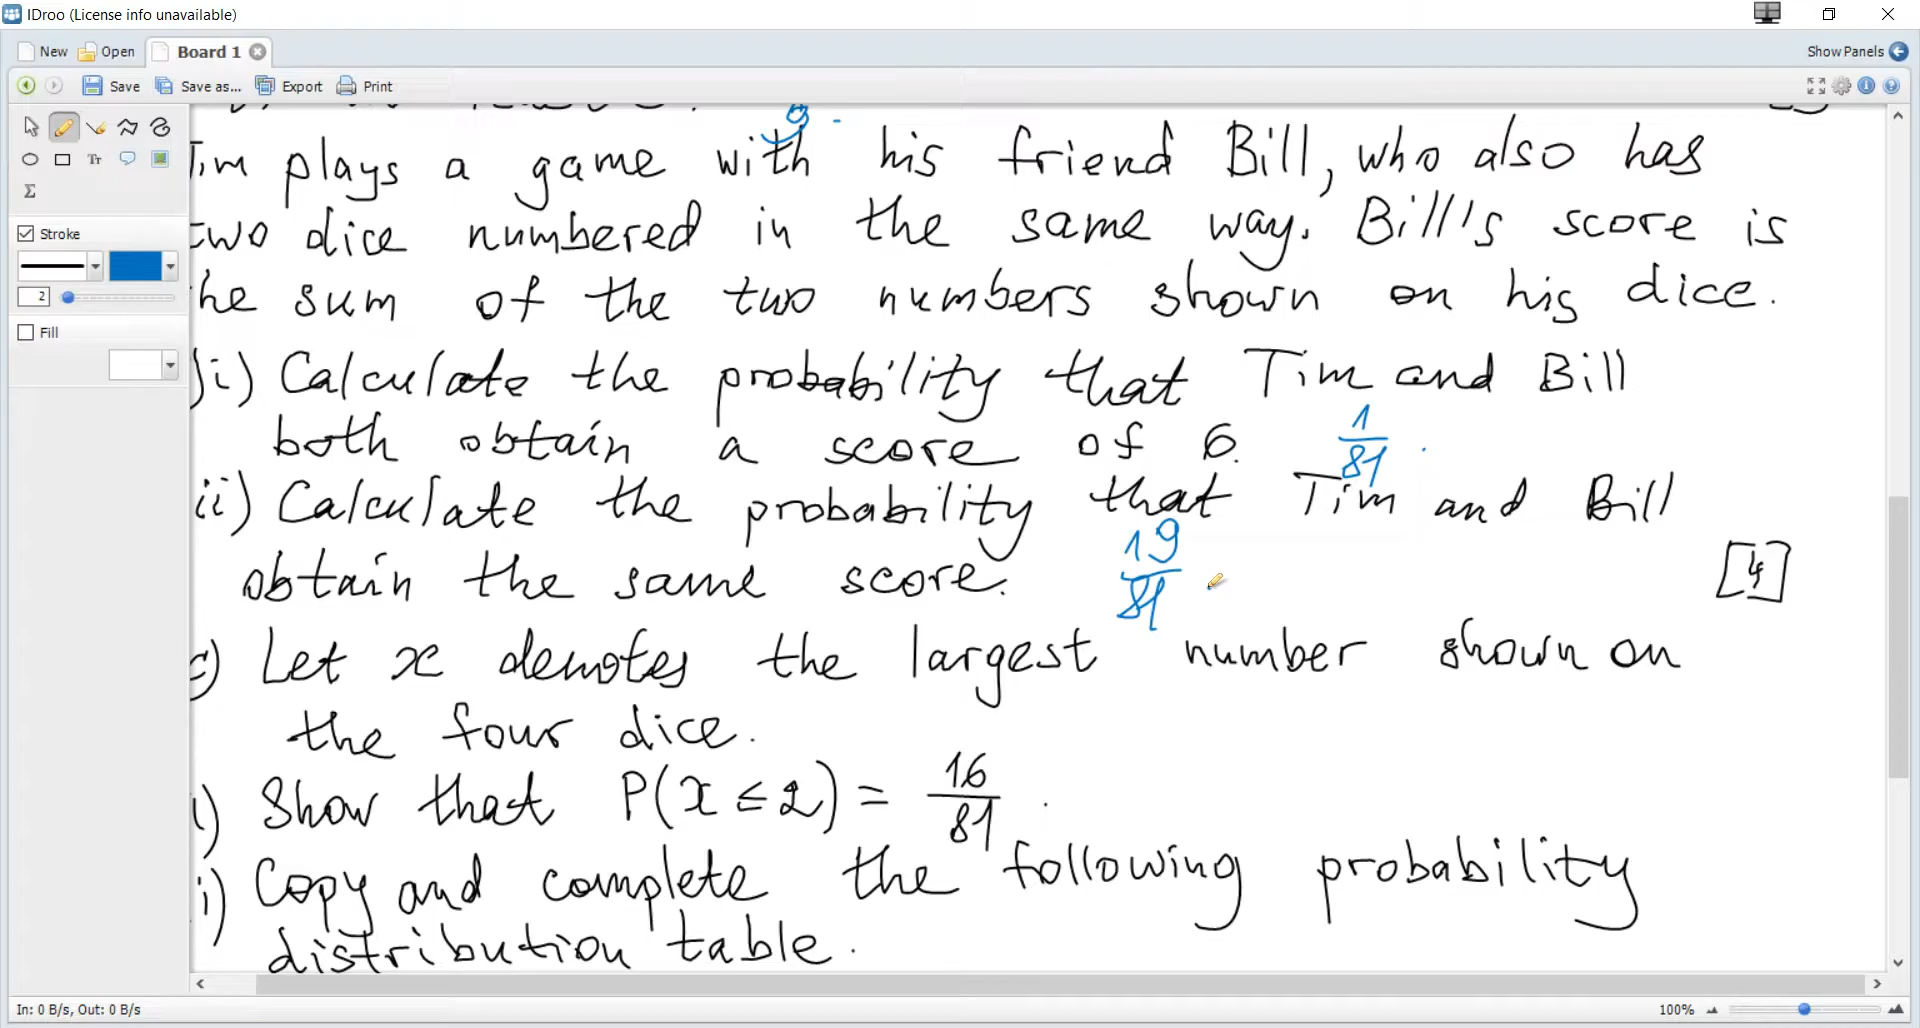 IDroo (License info unavailable)
New Open Board 1 Show Panels
Save Save as... Export Print
Tim plays a game with his friend Bill, who also has
two dice numbered in the same way. Bill's score is
he sum of the two numbers shown on his dice.
)i) Calculate the probability that Tim and Bill
both obtain a score of 6. 1/81
ii) Calculate the probability that Tim and Bill
obtain the same score. 19/81 [4]
c) Let x denotes the largest number shown on
the four dice.
i) Show that P(x ≤ 2) = 16/81.
i) Copy and complete the following probability
distribution table.
Tr
Σ
Stroke
2
Fill
In: 0 B/s, Out: 0 B/s 100%